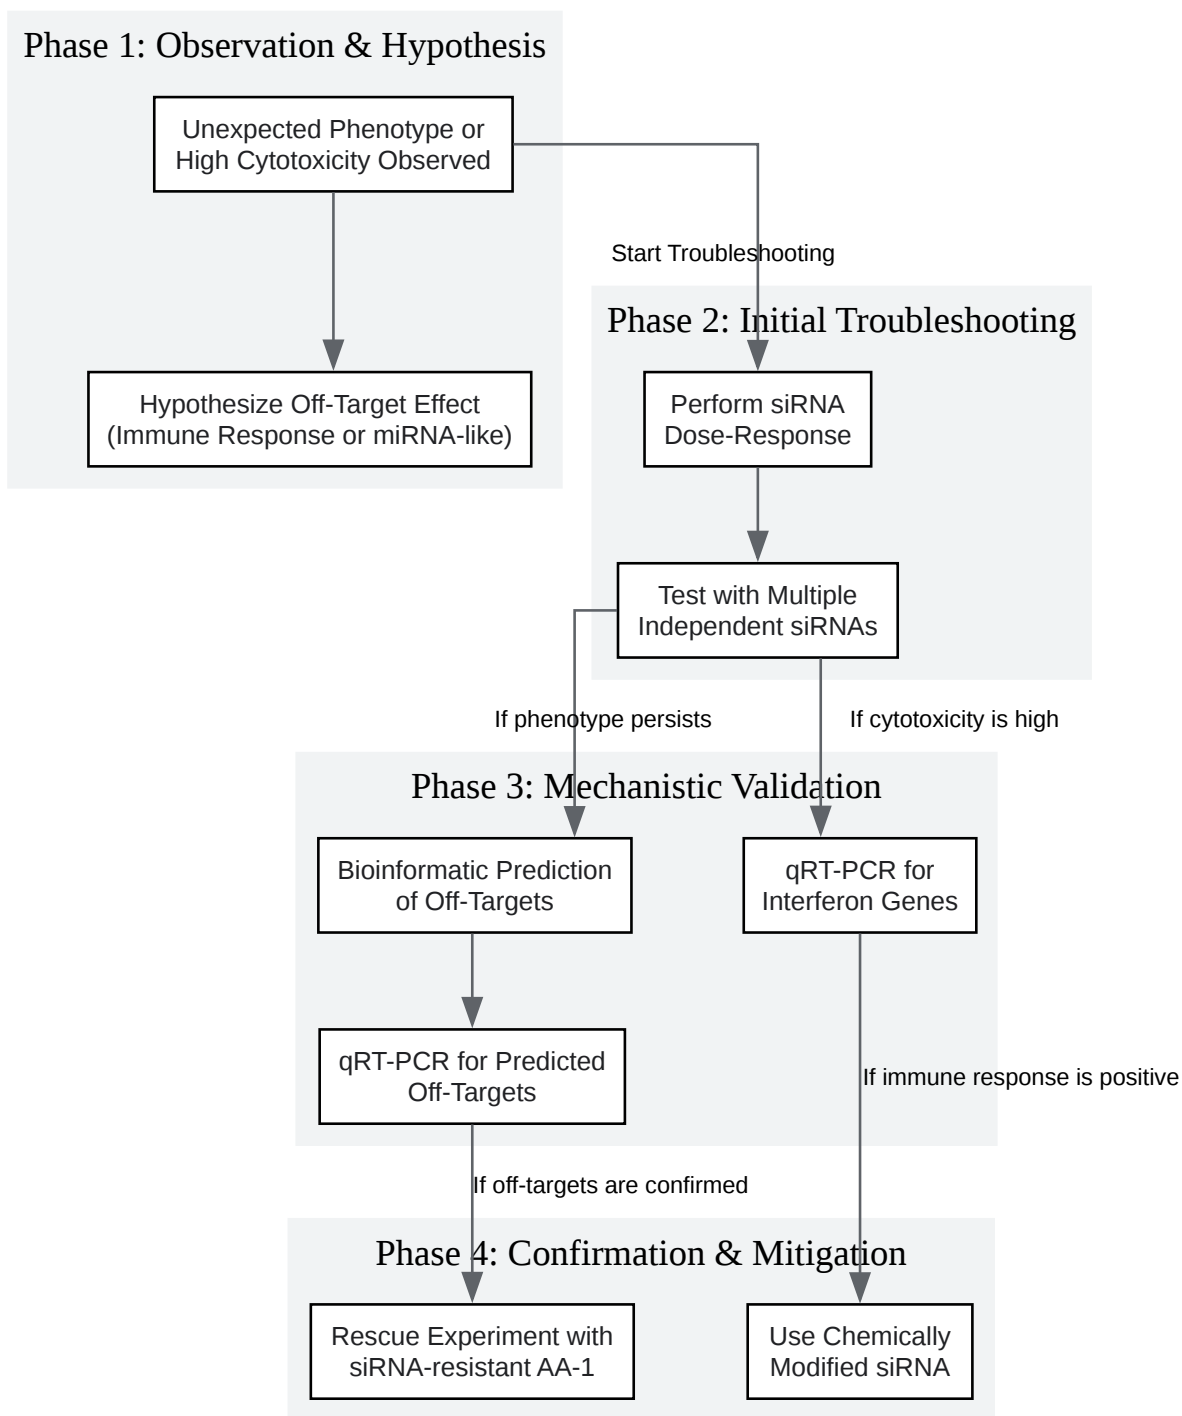 Phase 1: Observation & Hypothesis
Unexpected Phenotype or
High Cytotoxicity Observed
Start Troubleshooting
Phase 2: Initial Troubleshooting
Hypothesize Off-Target Effect
(Immune Response or miRNA-like)
Perform siRNA
Dose-Response
Test with Multiple
Independent siRNAs
If phenotype persists
If cytotoxicity is high
Phase 3: Mechanistic Validation
Bioinformatic Prediction
of Off-Targets
qRT-PCR for
Interferon Genes
qRT-PCR for Predicted
Off-Targets
If immune response is positive
If off-targets are confirmed
Phase 4: Confirmation & Mitigation
Rescue Experiment with
siRNA-resistant AA-1
Use Chemically
Modified siRNA